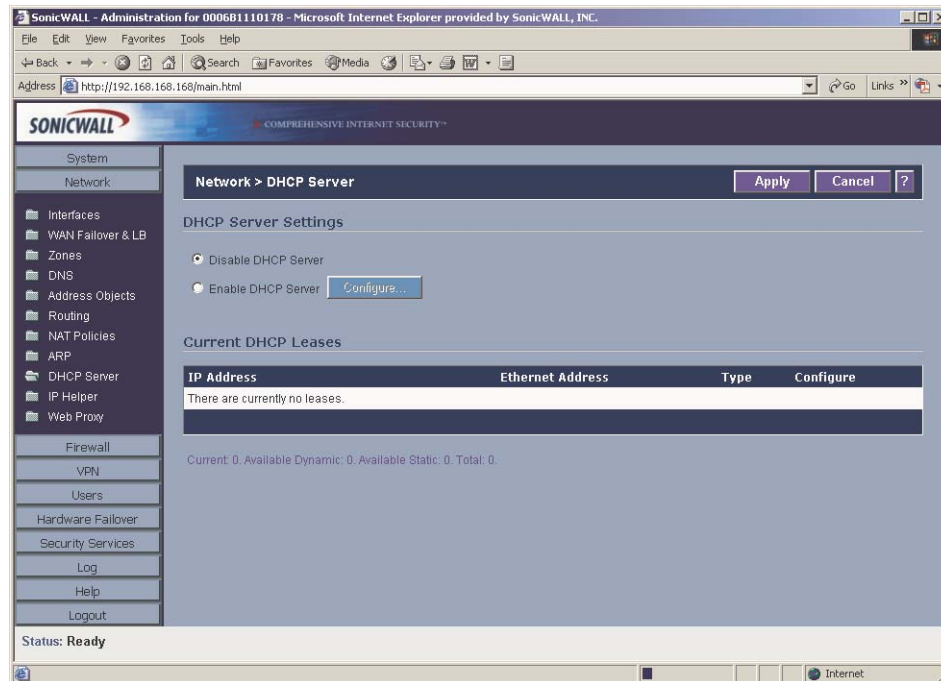 SonicWALL - Administration for 0006B1110178 - Microsoft Internet Explorer provided by SonicWALL, INC.
File Edit View Favorites Tools Help
Back Search Favorites Media
Address http://192.168.168.168/main.html Go Links »
SONICWALL COMPREHENSIVE INTERNET SECURITY™
System
Network
Interfaces
WAN Failover & LB
Zones
DNS
Address Objects
Routing
NAT Policies
ARP
DHCP Server
IP Helper
Web Proxy
Firewall
VPN
Users
Hardware Failover
Security Services
Log
Help
Logout
Network > DHCP Server Apply Cancel ?
DHCP Server Settings
Disable DHCP Server
Enable DHCP Server Configure...
Current DHCP Leases
IP Address Ethernet Address Type Configure
There are currently no leases.
Current: 0. Available Dynamic: 0. Available Static: 0. Total: 0.
Status: Ready
Internet